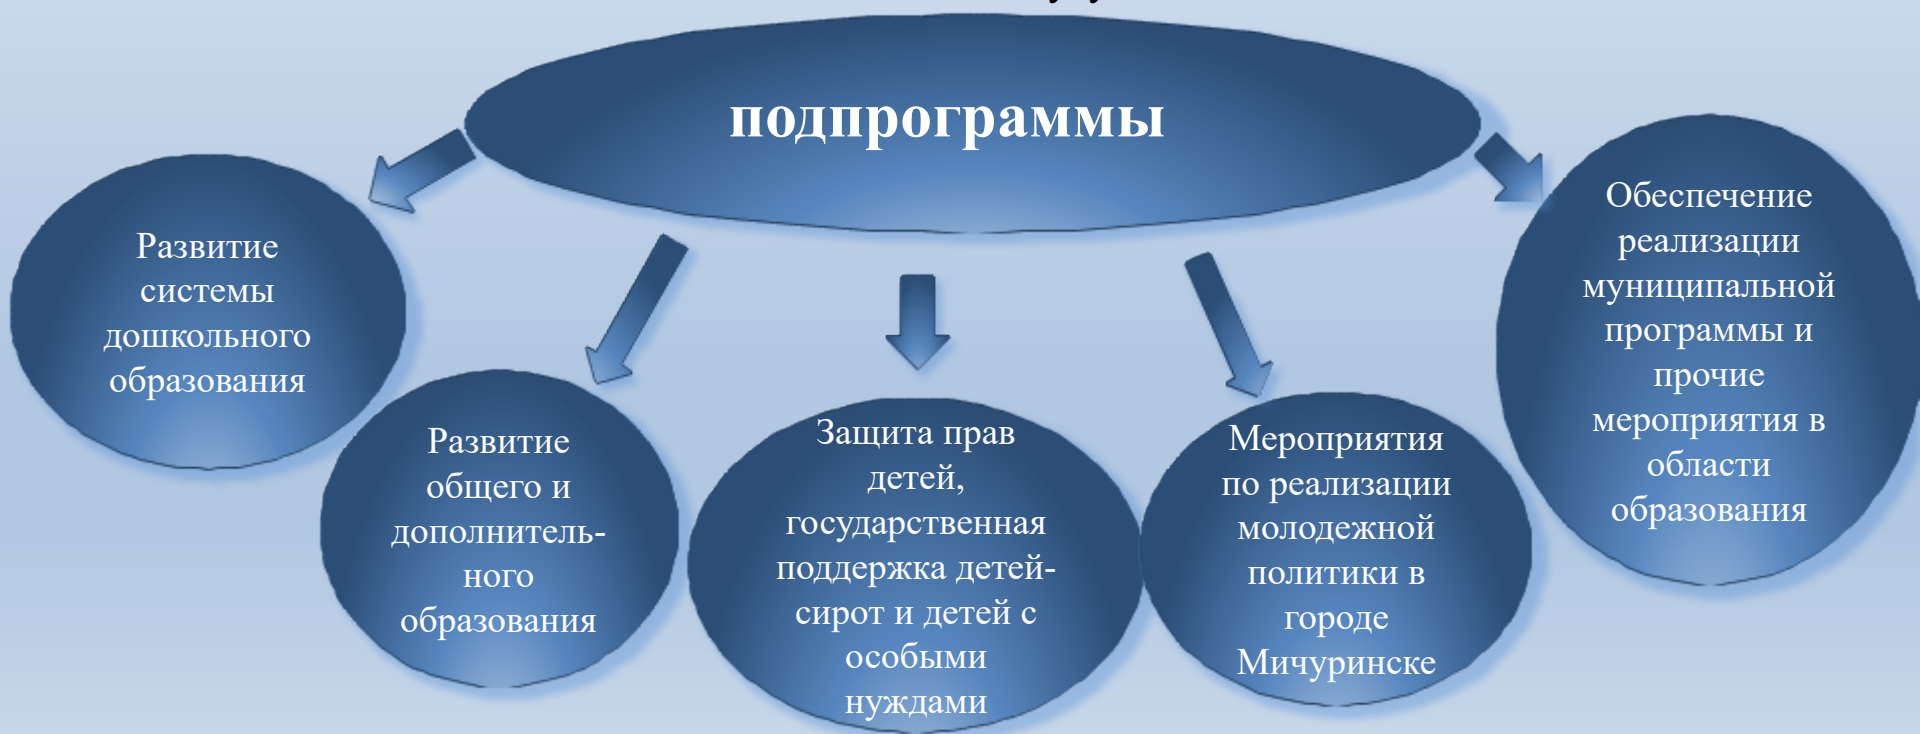 подпрограммы
Развитие
системы
дошкольного
образования
Развитие
общего и
дополнитель-
ного
образования
Защита прав
детей,
государственная
поддержка детей-
сирот и детей с
особыми
нуждами
Мероприятия
по реализации
молодежной
политики в
городе
Мичуринске
Обеспечение
реализации
муниципальной
программы и
прочие
мероприятия в
области
образования